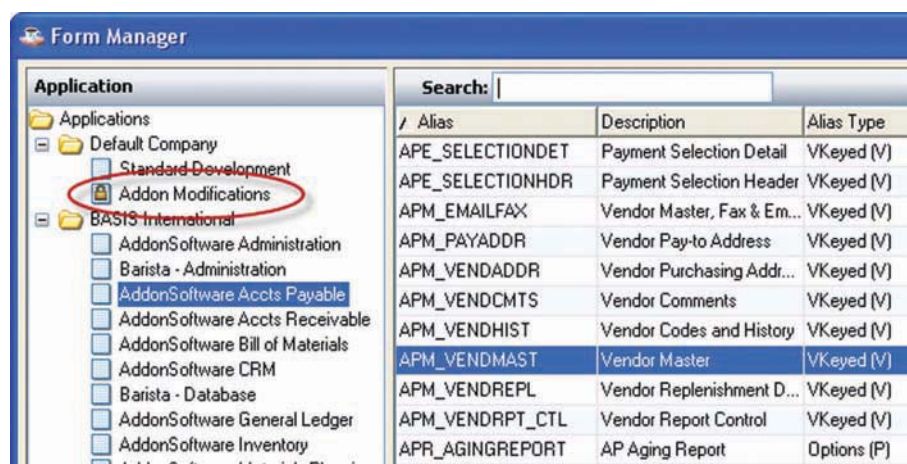 Form Manager
Application
Applications
Default Company
Standard Development
Addon Modifications
BASIS International
AddonSoftware Administration
Barista - Administration
AddonSoftware Accts Payable
AddonSoftware Accts Receivable
AddonSoftware Bill of Materials
AddonSoftware CRM
Barista - Database
AddonSoftware General Ledger
AddonSoftware Inventory
Search:
/ Alias Description Alias Type
APE_SELECTIONDET Payment Selection Detail VKeyed (V)
APE_SELECTIONHDR Payment Selection Header VKeyed (V)
APM_EMAILFAX Vendor Master, Fax & Em... VKeyed (V)
APM_PAYADDR Vendor Pay-to Address VKeyed (V)
APM_VENDADDR Vendor Purchasing Addr... VKeyed (V)
APM_VENDCMTS Vendor Comments VKeyed (V)
APM_VENDHIST Vendor Codes and History VKeyed (V)
APM_VENDMAST Vendor Master VKeyed (V)
APM_VENDREPL Vendor Replenishment D... VKeyed (V)
APM_VENDRPT_CTL Vendor Report Control VKeyed (V)
APR_AGINGREPORT AP Aging Report Options (P)